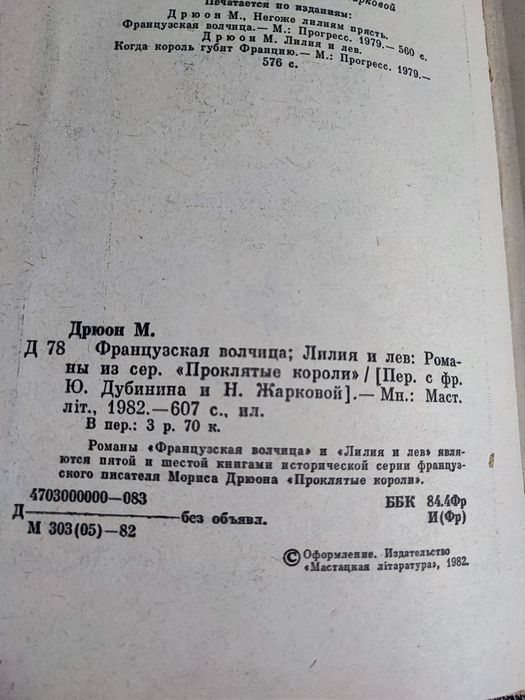 Жарковой
Печатается по изданиям:
Дрюон М., Негоже лилиям прясть.
Французская волчица.— М.: Прогресс. 1979.— 560 с.
Дрюон М. Лилия и лев.
Когда король губит Францию.— М.: Прогресс. 1979.—
576 с.
Дрюон М.
Д 78 Французская волчица; Лилия и лев: Рома-
ны из сер. «Проклятые короли» / [Пер. с фр.
Ю. Дубинина и Н. Жарковой].— Мн.: Маст.
літ., 1982.—607 с., ил.
В пер.: 3 р. 70 к.
Романы «Французская волчица» и «Лилия и лев» явля-
ются пятой и шестой книгами исторической серии француз-
ского писателя Мориса Дрюона «Проклятые короли».
4703000000—083
Д————————без объявл.
М 303(05)—82
ББК 84.4Фр
И(Фр)
© Оформление. Издательство
«Мастацкая літаратура», 1982.